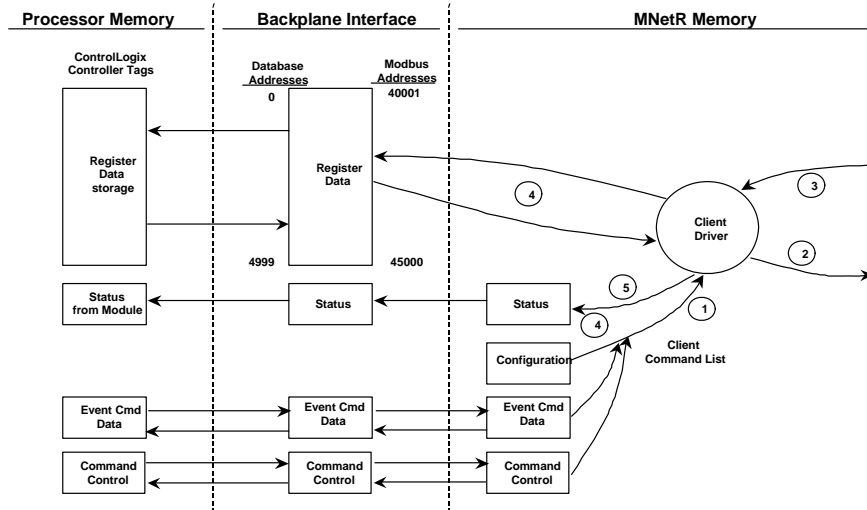 Processor Memory
Backplane Interface
MNetR Memory
ControlLogix
Controller Tags
Database
Addresses
0
Modbus
Addresses
40001
Register
Data
storage
Register
Data
4
3
Client
Driver
2
4999
45000
Status
from Module
Status
Status
5
4
1
Configuration
Client
Command List
Event Cmd
Data
Event Cmd
Data
Event Cmd
Data
Command
Control
Command
Control
Command
Control